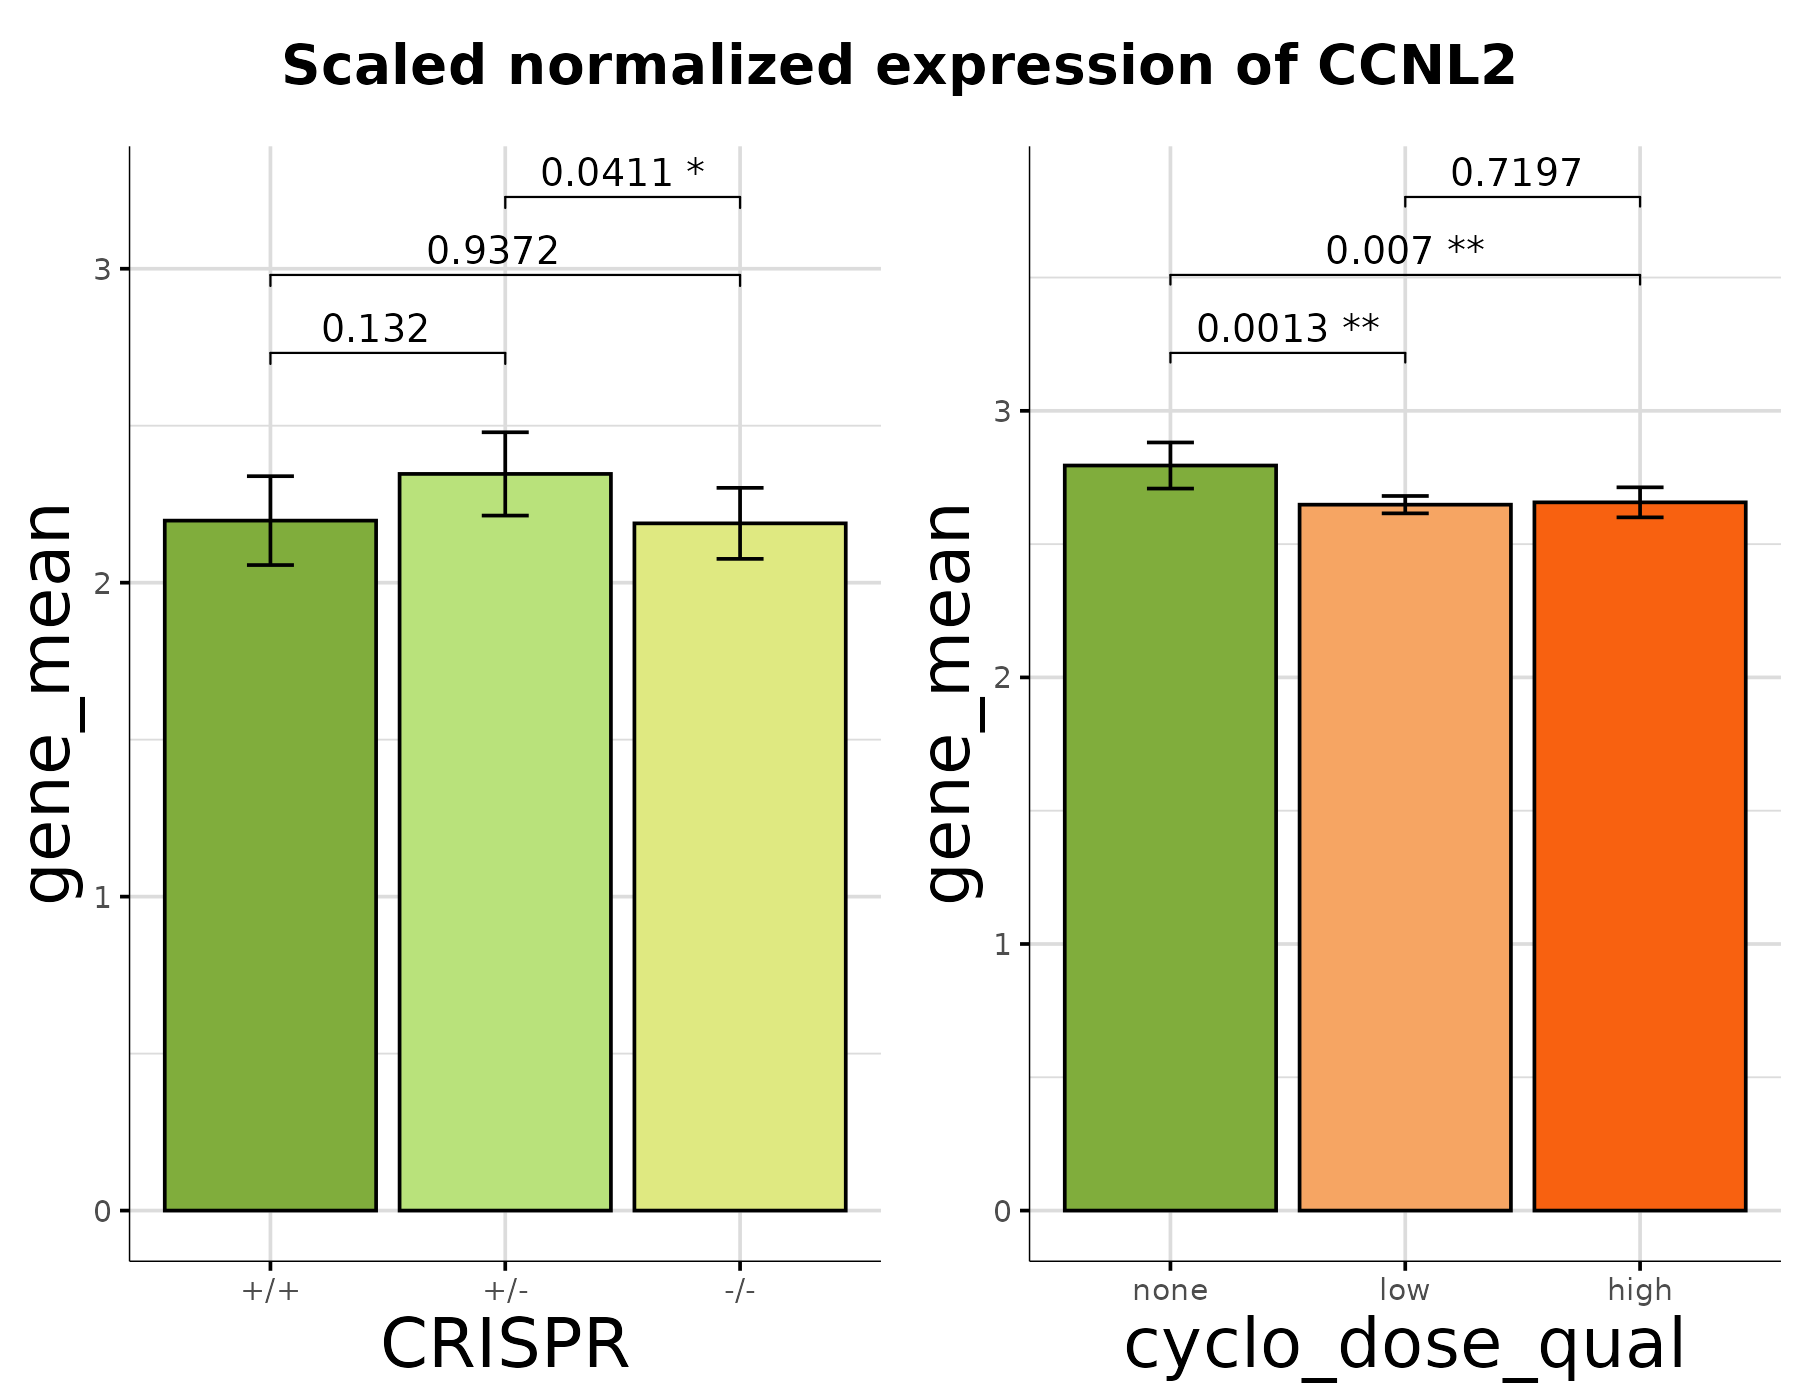 Scaled normalized expression of CCNL2
gene_mean
3
2
1
0
0.0411 *
0.9372
0.132
+/+ +/- -/-
CRISPR
gene_mean
3
2
1
0
0.7197
0.007 **
0.0013 **
none low high
cyclo_dose_qual